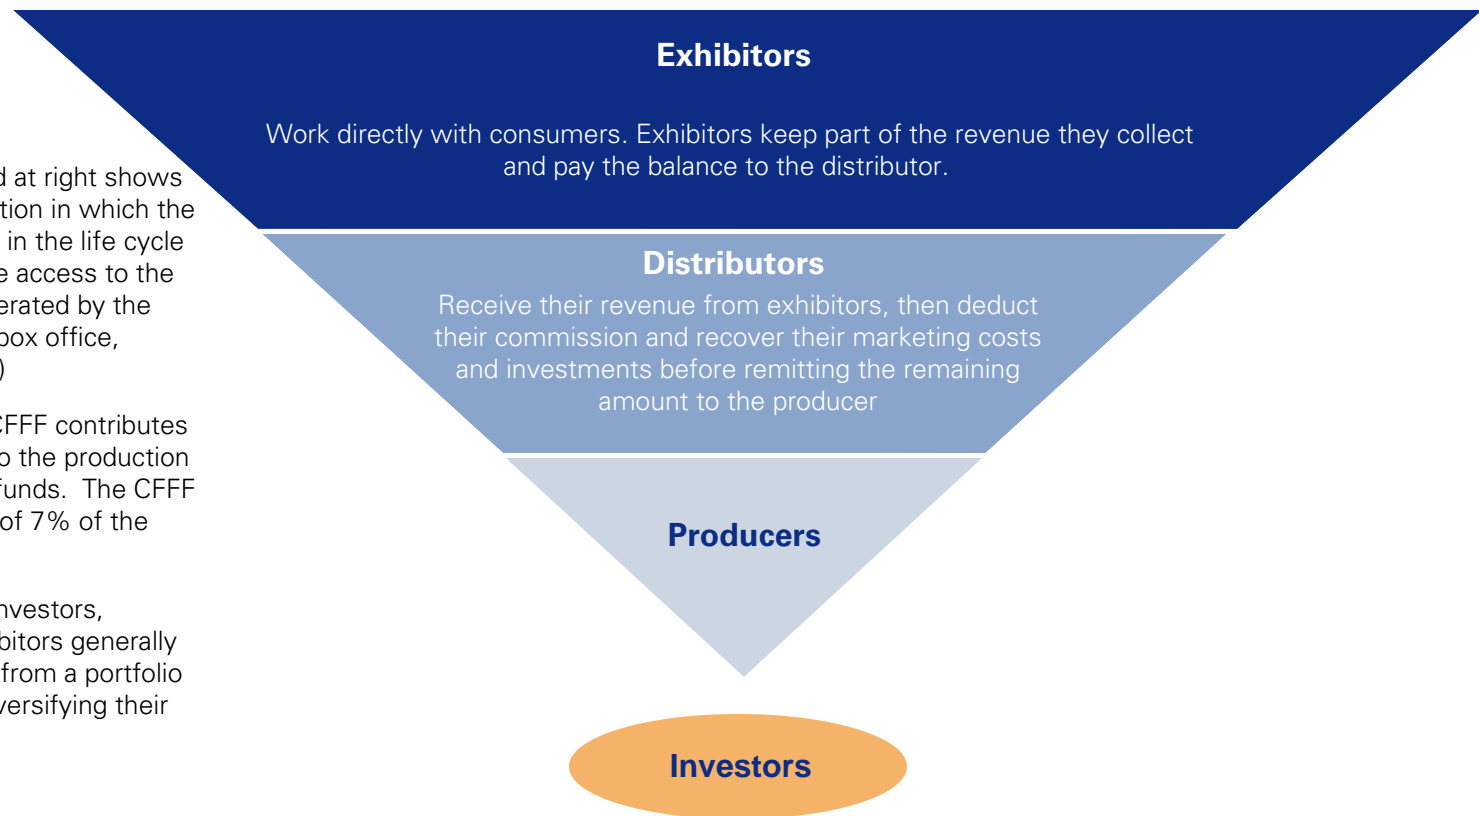 d at right shows
tion in which the
in the life cycle
e access to the
erated by the
box office,
)
CFFF contributes
o the production
funds. The CFFF
of 7% of the
nvestors,
bitors generally
from a portfolio
versifying their
Exhibitors
Work directly with consumers. Exhibitors keep part of the revenue they collect
and pay the balance to the distributor.
Distributors
Receive their revenue from exhibitors, then deduct
their commission and recover their marketing costs
and investments before remitting the remaining
amount to the producer
Producers
Investors